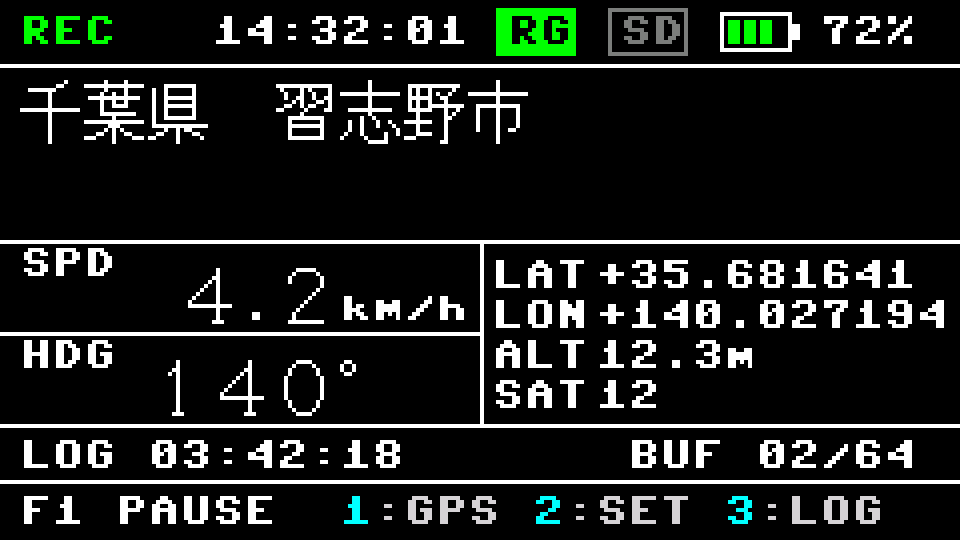 REC 14:32:01 RG SD 72%
千葉県 習志野市
SPD 4.2 km/h
HDG 140°
LAT +35.681641
LON +140.027194
ALT 12.3m
SAT 12
LOG 03:42:18 BUF 02/64
F1 PAUSE 1:GPS 2:SET 3:LOG